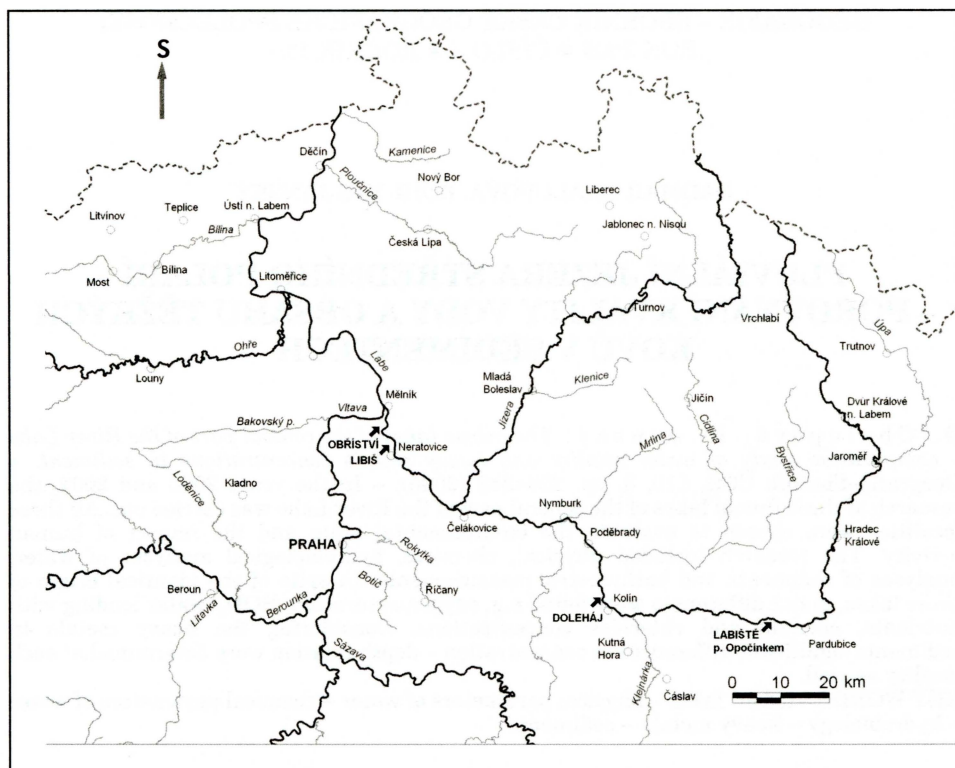 S
Děčín
Kamenice
Ploučnice
Nový Bor
Liberec
Litvínov
Teplice
Ústí n. Labem
Jablonec n. Nisou
Bílina
Česká Lípa
Most
Bílina
Litoměřice
Turnov
Vrchlabí
Úpa
Ohře
Labe
Trutnov
Louny
Mladá
Boleslav
Klenice
Jizera
Jičín
Cidlina
Dvůr Králové
n. Labem
Mělník
Vltava
Bakovský p.
OBŘÍSTVÍ
LIBIŠ
Neratovice
Mrlina
Bystřice
Jaroměř
Loděnice
Kladno
Nymburk
Čelákovice
Poděbrady
Hradec
Králové
PRAHA
Rokytka
Botič
Říčany
Beroun
Litavka
Berounka
Kolín
DOLEHÁJ
LABIŠTĚ
p. Opočínkem
Pardubice
Kutná
Hora
Sázava
Klejnárka
Čáslav
0 10 20 km